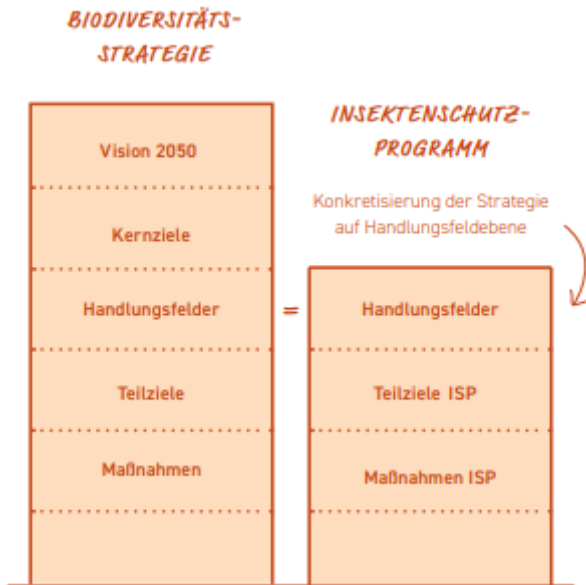 BIODIVERSITÄTS-
STRATEGIE
Vision 2050
Kernziele
Handlungsfelder
Teilziele
Maßnahmen
=
INSEKTENSCHUTZ-
PROGRAMM
Konkretisierung der Strategie
auf Handlungsfeldebene
Handlungsfelder
Teilziele ISP
Maßnahmen ISP